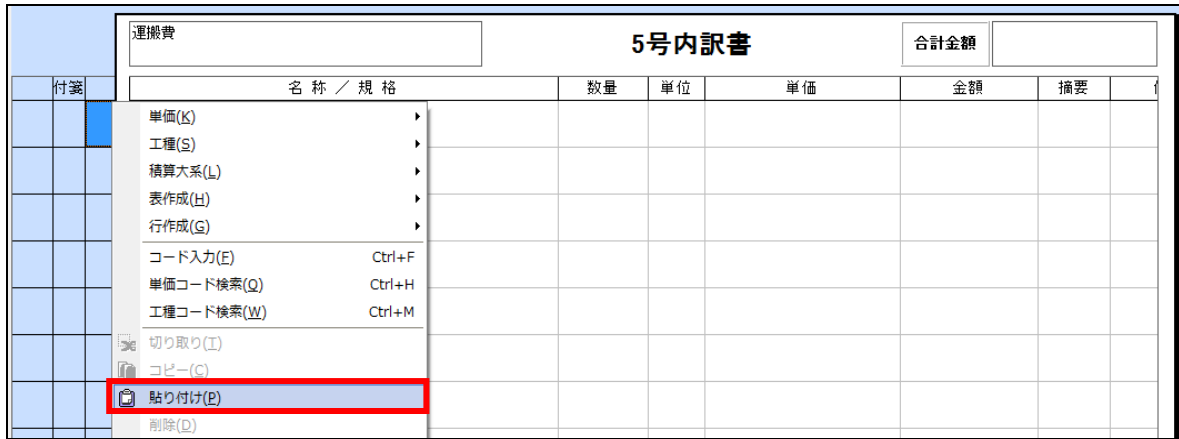 運搬費
5号内訳書
合計金額
付箋 名称／規格 数量 単位 単価 金額 摘要
単価(K)
工種(S)
積算大系(L)
表作成(H)
行作成(G)
コード入力(F) Ctrl+F
単価コード検索(Q) Ctrl+H
工種コード検索(W) Ctrl+M
切り取り(T)
コピー(C)
貼り付け(P)
削除(D)